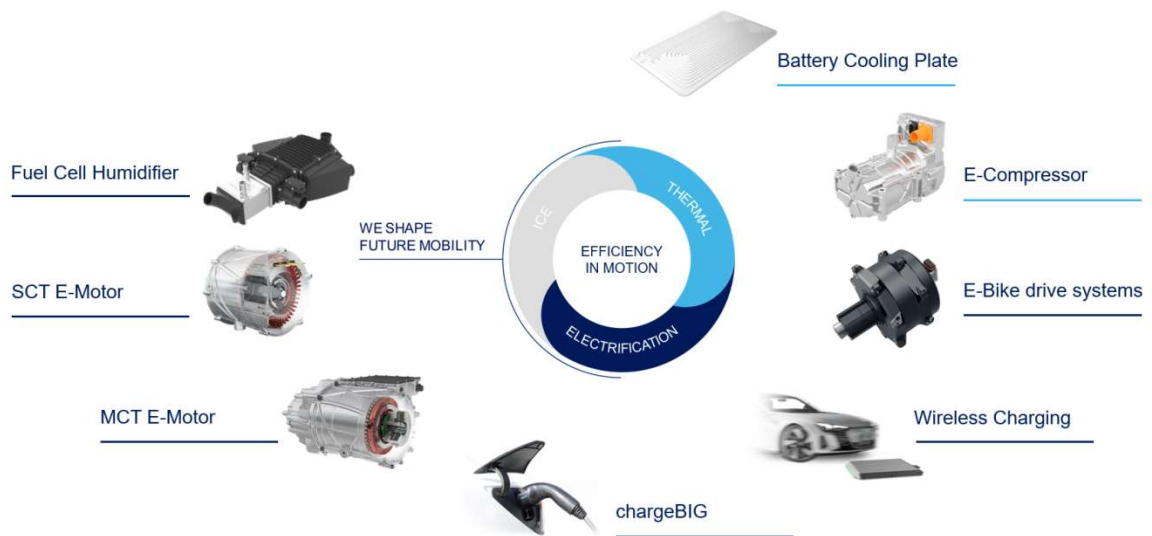 Battery Cooling Plate
Fuel Cell Humidifier
E-Compressor
WE SHAPE
FUTURE MOBILITY
ICE
THERMAL
EFFICIENCY
IN MOTION
ELECTRIFICATION
SCT E-Motor
E-Bike drive systems
MCT E-Motor
Wireless Charging
chargeBIG